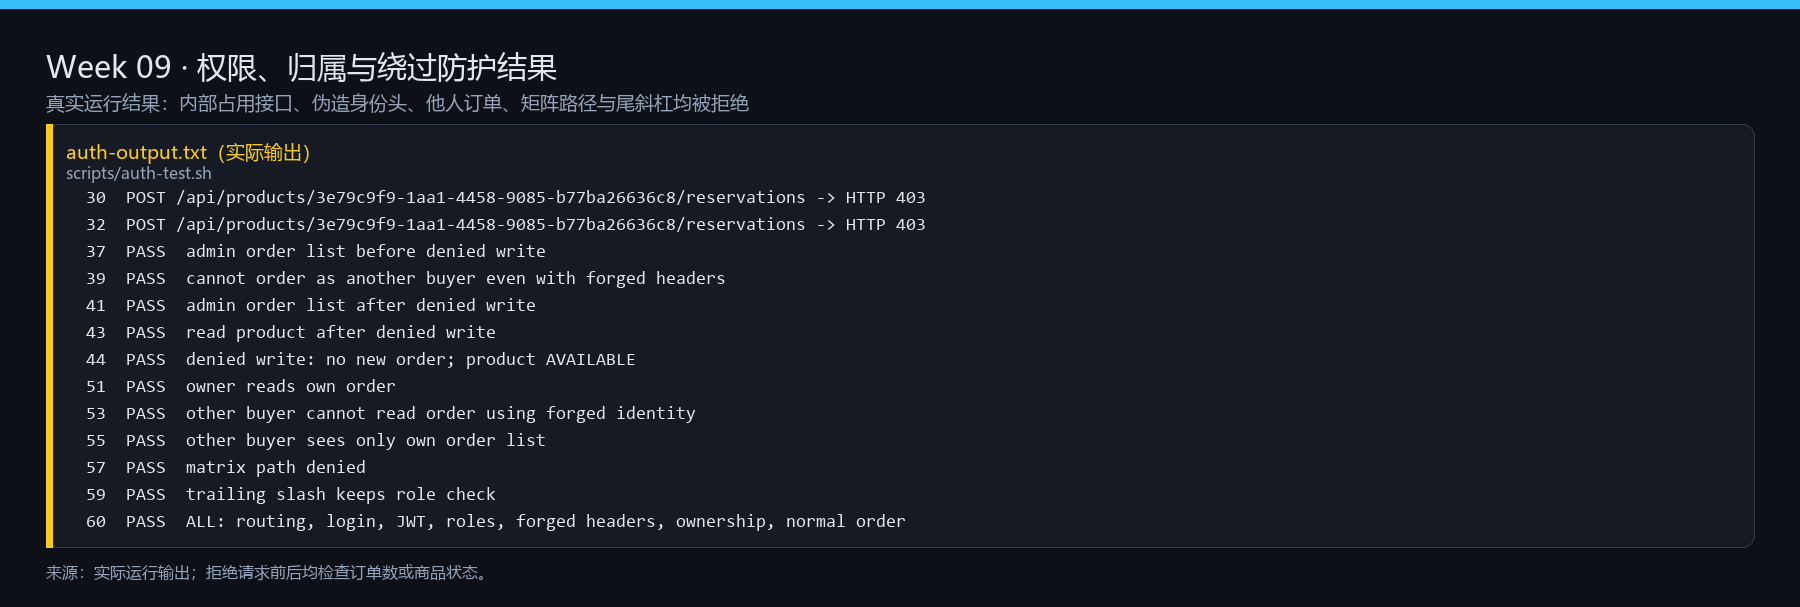 Week 09 · 权限、归属与绕过防护结果
真实运行结果：内部占用接口、伪造身份头、他人订单、矩阵路径与尾斜杠均被拒绝
auth-output.txt（实际输出）
scripts/auth-test.sh
30  POST /api/products/3e79c9f9-1aa1-4458-9085-b77ba26636c8/reservations -> HTTP 403
32  POST /api/products/3e79c9f9-1aa1-4458-9085-b77ba26636c8/reservations -> HTTP 403
37  PASS  admin order list before denied write
39  PASS  cannot order as another buyer even with forged headers
41  PASS  admin order list after denied write
43  PASS  read product after denied write
44  PASS  denied write: no new order; product AVAILABLE
51  PASS  owner reads own order
53  PASS  other buyer cannot read order using forged identity
55  PASS  other buyer sees only own order list
57  PASS  matrix path denied
59  PASS  trailing slash keeps role check
60  PASS  ALL: routing, login, JWT, roles, forged headers, ownership, normal order
来源：实际运行输出；拒绝请求前后均检查订单数或商品状态。